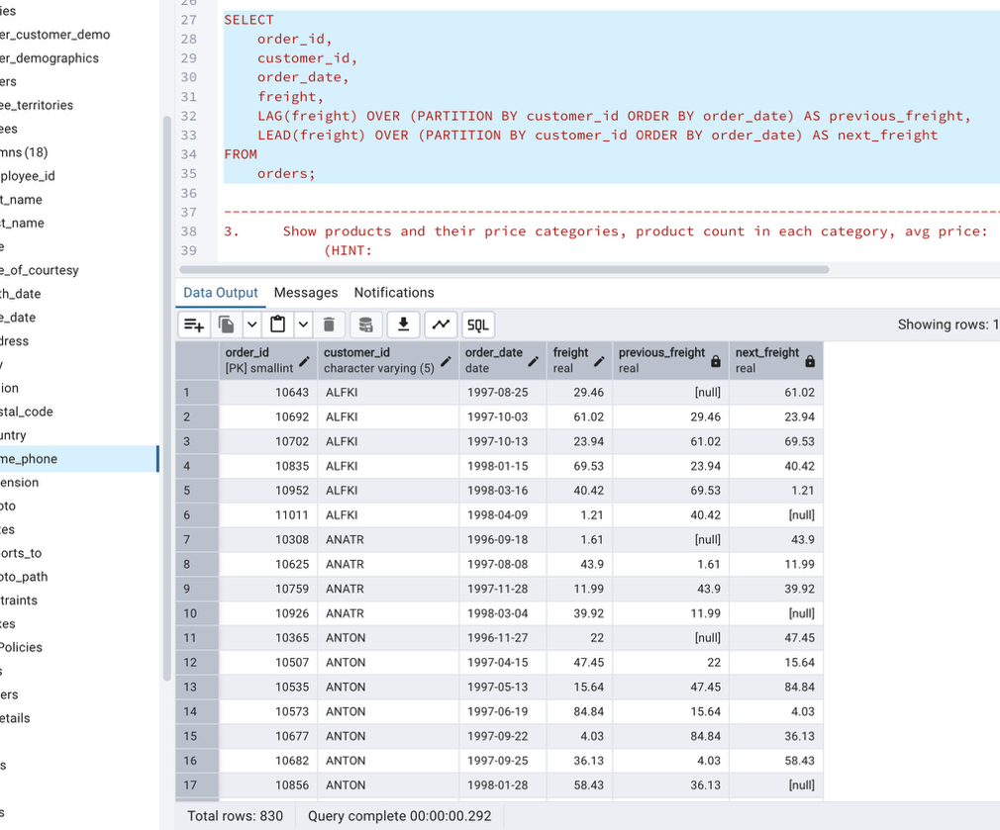 ies
er_customer_demo
er_demographics
ers
ee_territories
ees
mns (18)
ployee_id
t_name
st_name
e
e_of_courtesy
th_date
e_date
dress
y
ion
stal_code
untry
me_phone
ension
oto
tes
orts_to
oto_path
traints
xes
Policies
s
ers
etails
s
s
26
27 SELECT
28 order_id,
29 customer_id,
30 order_date,
31 freight,
32 LAG(freight) OVER (PARTITION BY customer_id ORDER BY order_date) AS previous_freight,
33 LEAD(freight) OVER (PARTITION BY customer_id ORDER BY order_date) AS next_freight
34 FROM
35 orders;
36
37 --------------------------------------------------------------------------------------------
38 3. Show products and their price categories, product count in each category, avg price:
39 (HINT:
Data Output Messages Notifications
SQL Showing rows: 1
order_id customer_id order_date freight previous_freight next_freight
[PK] smallint character varying (5) date real real real
1 10643 ALFKI 1997-08-25 29.46 [null] 61.02
2 10692 ALFKI 1997-10-03 61.02 29.46 23.94
3 10702 ALFKI 1997-10-13 23.94 61.02 69.53
4 10835 ALFKI 1998-01-15 69.53 23.94 40.42
5 10952 ALFKI 1998-03-16 40.42 69.53 1.21
6 11011 ALFKI 1998-04-09 1.21 40.42 [null]
7 10308 ANATR 1996-09-18 1.61 [null] 43.9
8 10625 ANATR 1997-08-08 43.9 1.61 11.99
9 10759 ANATR 1997-11-28 11.99 43.9 39.92
10 10926 ANATR 1998-03-04 39.92 11.99 [null]
11 10365 ANTON 1996-11-27 22 [null] 47.45
12 10507 ANTON 1997-04-15 47.45 22 15.64
13 10535 ANTON 1997-05-13 15.64 47.45 84.84
14 10573 ANTON 1997-06-19 84.84 15.64 4.03
15 10677 ANTON 1997-09-22 4.03 84.84 36.13
16 10682 ANTON 1997-09-25 36.13 4.03 58.43
17 10856 ANTON 1998-01-28 58.43 36.13 [null]
Total rows: 830 Query complete 00:00:00.292